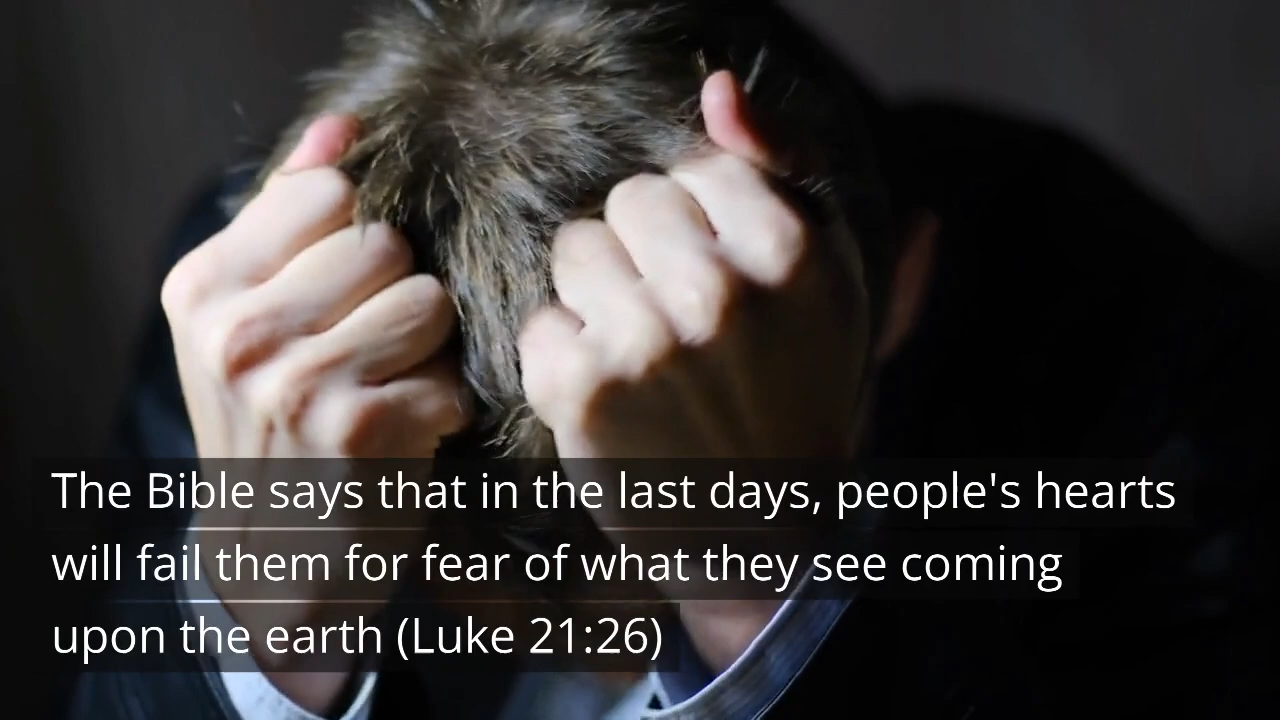 The Bible says that in the last days, people's hearts
will fail them for fear of what they see coming
upon the earth (Luke 21:26)